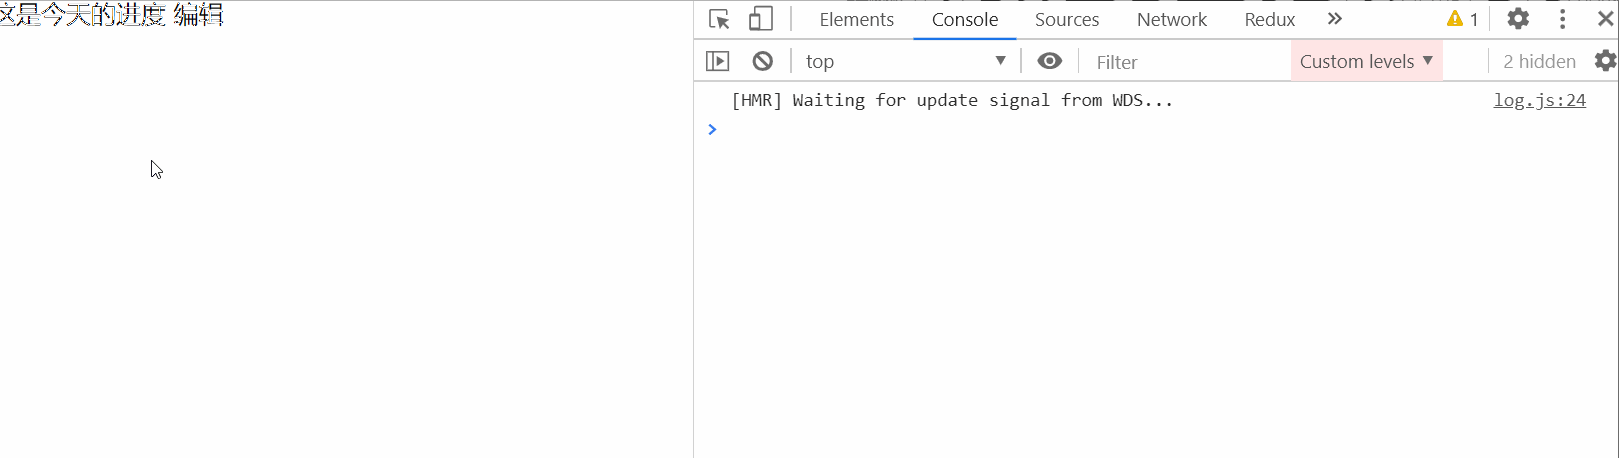 这是今天的进度 编辑
Elements Console Sources Network Redux 1
top Filter Custom levels 2 hidden
[HMR] Waiting for update signal from WDS... log.js:24